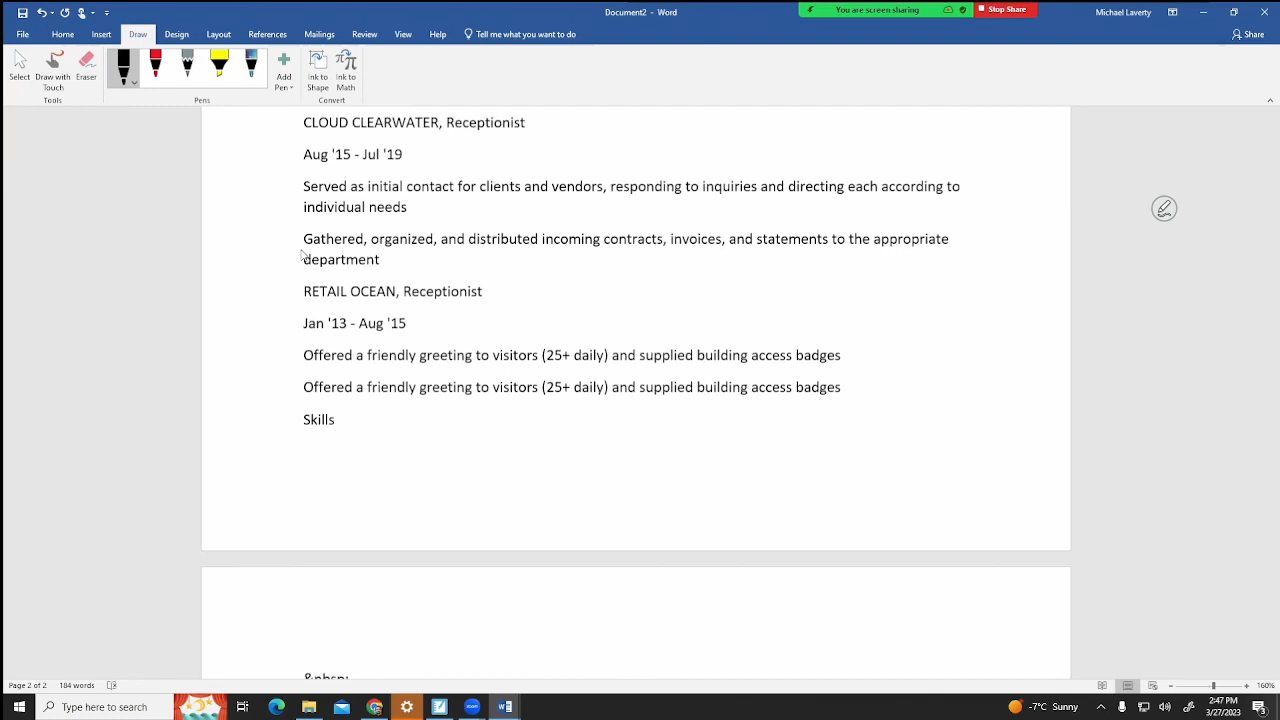 Document2 - Word
You are screen sharing
Stop Share
Michael Laverty
File Home Insert Draw Design Layout References Mailings Review View Help Tell me what you want to do
Share
Select Draw with Touch Eraser
Add Pen
Ink to Shape Ink to Math
Tools Pens Convert
CLOUD CLEARWATER, Receptionist
Aug '15 - Jul '19
Served as initial contact for clients and vendors, responding to inquiries and directing each according to
individual needs
Gathered, organized, and distributed incoming contracts, invoices, and statements to the appropriate
department
RETAIL OCEAN, Receptionist
Jan '13 - Aug '15
Offered a friendly greeting to visitors (25+ daily) and supplied building access badges
Offered a friendly greeting to visitors (25+ daily) and supplied building access badges
Skills
&nbsp;
Page 2 of 2 184 words
160%
Type here to search
71°F Sunny
2:47 PM
3/27/2023